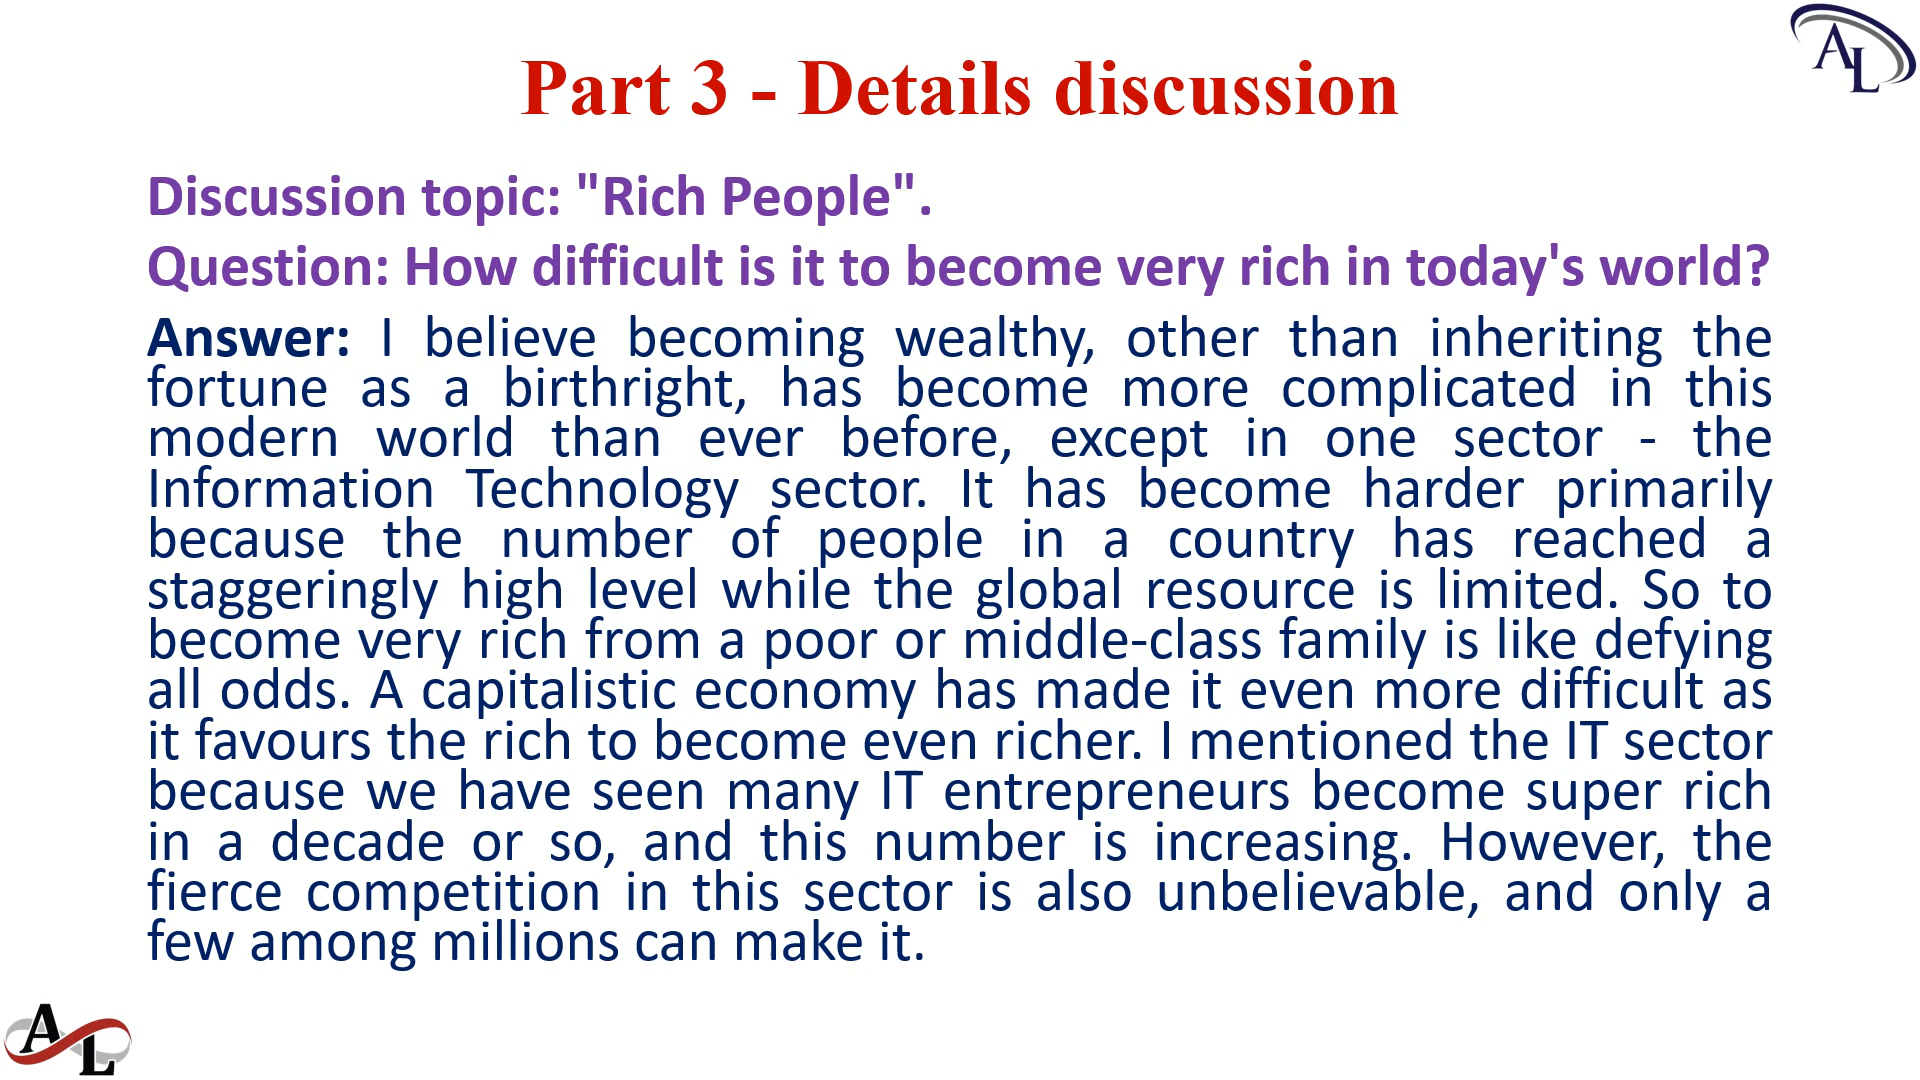 AL
Part 3 - Details discussion
Discussion topic: "Rich People".
Question: How difficult is it to become very rich in today's world?
Answer: I believe becoming wealthy, other than inheriting the
fortune as a birthright, has become more complicated in this
modern world than ever before, except in one sector - the
Information Technology sector. It has become harder primarily
because the number of people in a country has reached a
staggeringly high level while the global resource is limited. So to
become very rich from a poor or middle-class family is like defying
all odds. A capitalistic economy has made it even more difficult as
it favours the rich to become even richer. I mentioned the IT sector
because we have seen many IT entrepreneurs become super rich
in a decade or so, and this number is increasing. However, the
fierce competition in this sector is also unbelievable, and only a
few among millions can make it.
AL